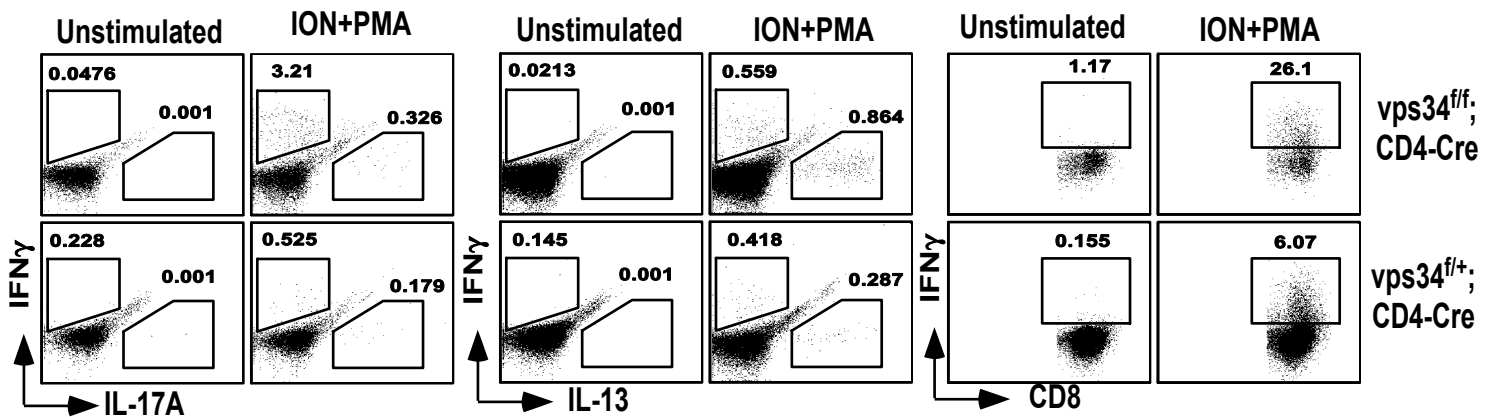 Unstimulated ION+PMA Unstimulated ION+PMA Unstimulated ION+PMA
0.0476 0.001 3.21 0.326 0.0213 0.001 0.559 0.864 1.17 26.1
vps34f/f;
CD4-Cre
0.228 0.001 0.525 0.179 0.145 0.001 0.418 0.287 0.155 6.07
vps34f/+;
CD4-Cre
IFNγ IFNγ IFNγ
IL-17A IL-13 CD8